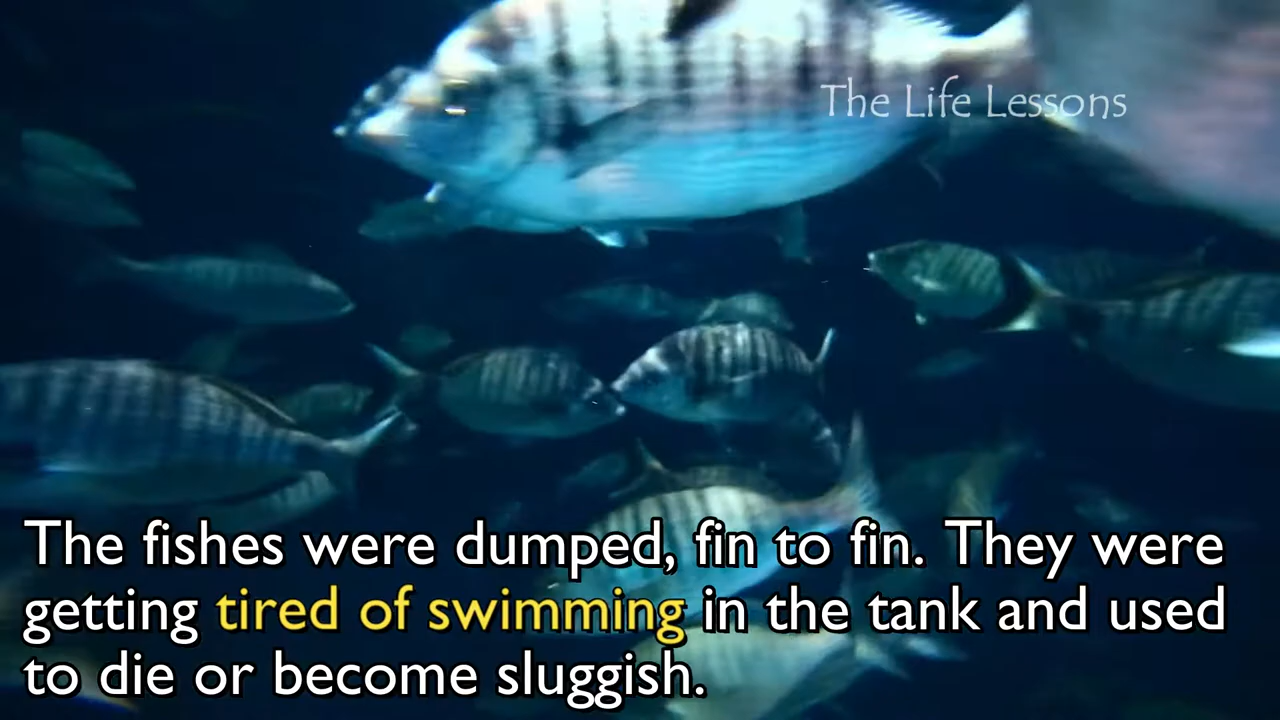 The Life Lessons
The fishes were dumped, fin to fin. They were
getting tired of swimming in the tank and used
to die or become sluggish.